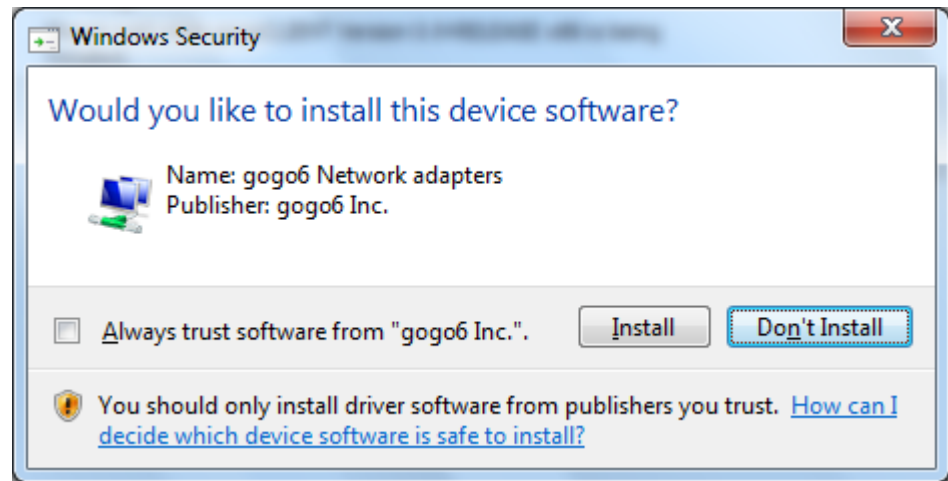 Windows Security
Would you like to install this device software?
Name: gogo6 Network adapters
Publisher: gogo6 Inc.
Always trust software from "gogo6 Inc.".
Install
Don't Install
You should only install driver software from publishers you trust. How can I
decide which device software is safe to install?